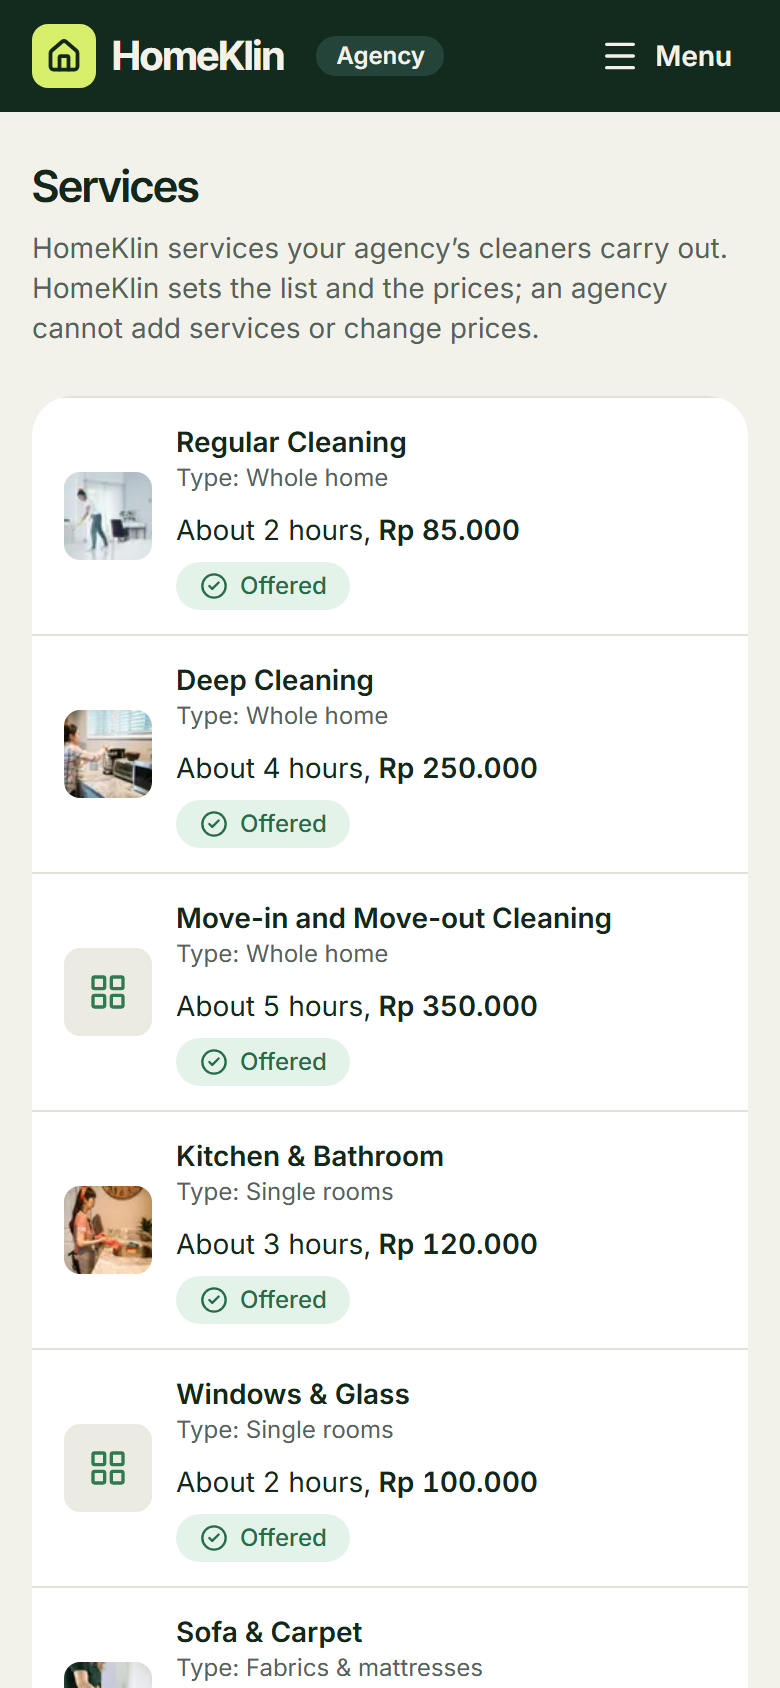 HomeKlin
Agency
Menu
Services
HomeKlin services your agency’s cleaners carry out.
HomeKlin sets the list and the prices; an agency
cannot add services or change prices.
Regular Cleaning
Type: Whole home
About 2 hours, Rp 85.000
Offered
Deep Cleaning
Type: Whole home
About 4 hours, Rp 250.000
Offered
Move-in and Move-out Cleaning
Type: Whole home
About 5 hours, Rp 350.000
Offered
Kitchen & Bathroom
Type: Single rooms
About 3 hours, Rp 120.000
Offered
Windows & Glass
Type: Single rooms
About 2 hours, Rp 100.000
Offered
Sofa & Carpet
Type: Fabrics & mattresses